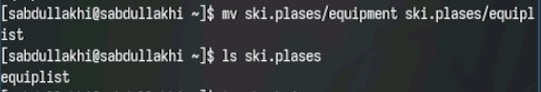 [sabdullakhi@sabdullakhi ~]$ mv ski.plases/equipment ski.plases/equipl
ist
[sabdullakhi@sabdullakhi ~]$ ls ski.plases
equiplist